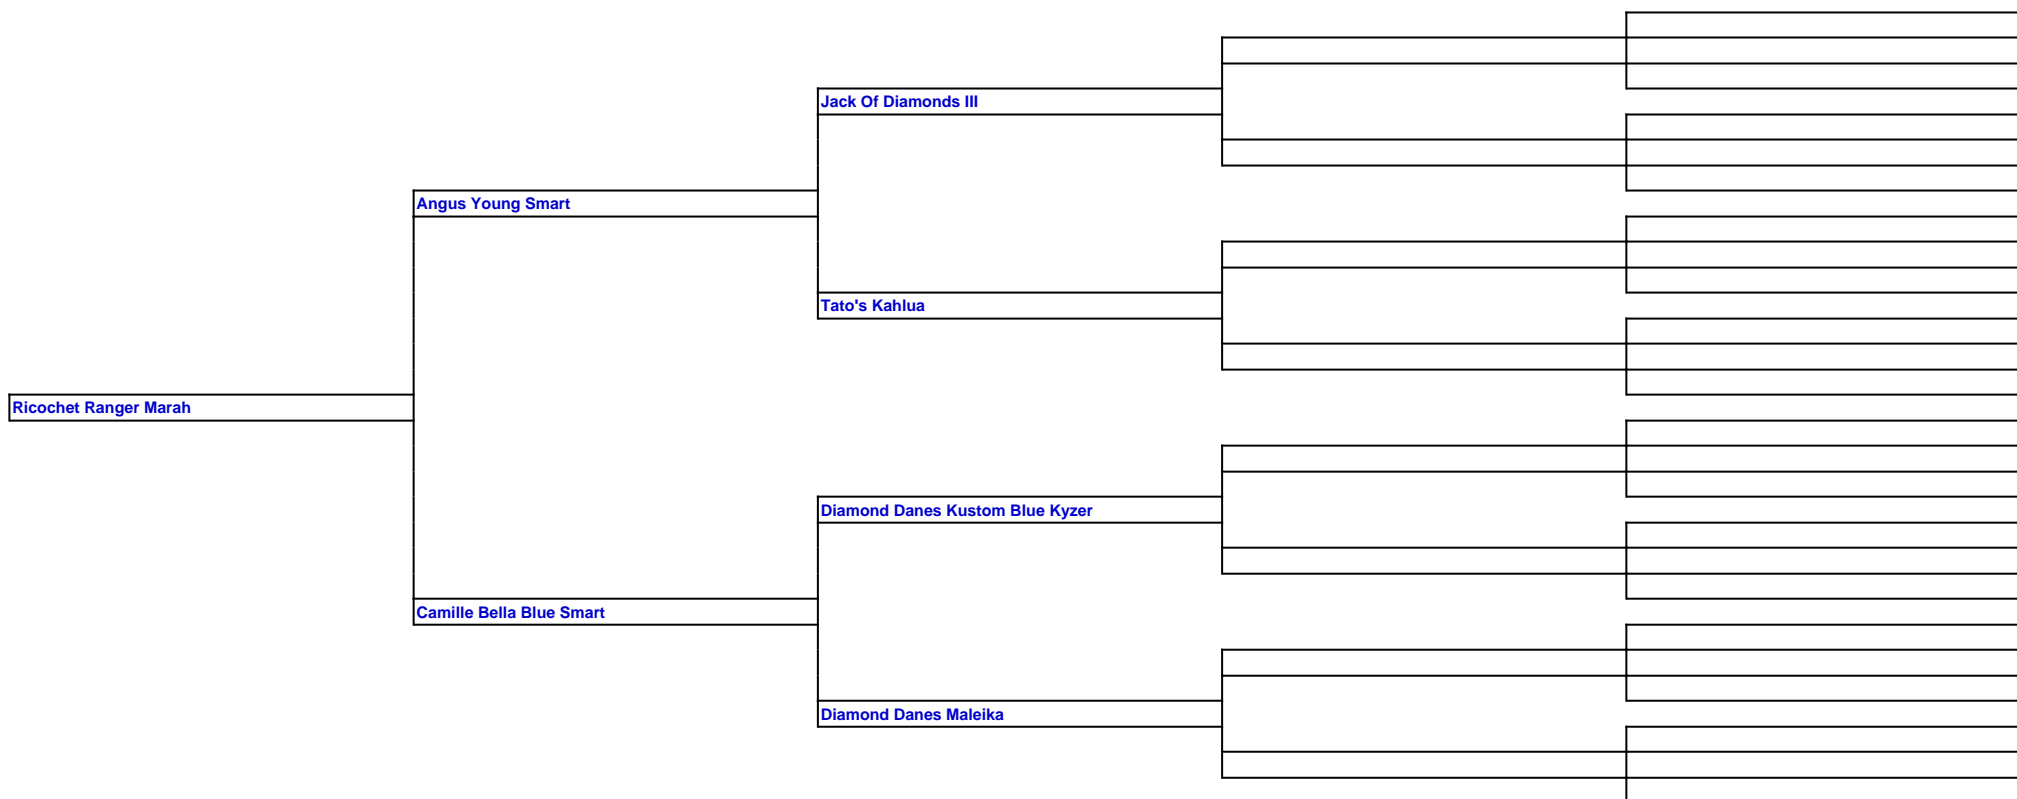 Jack Of Diamonds III
Angus Young Smart
Tato's Kahlua
Ricochet Ranger Marah
Diamond Danes Kustom Blue Kyzer
Camille Bella Blue Smart
Diamond Danes Maleika